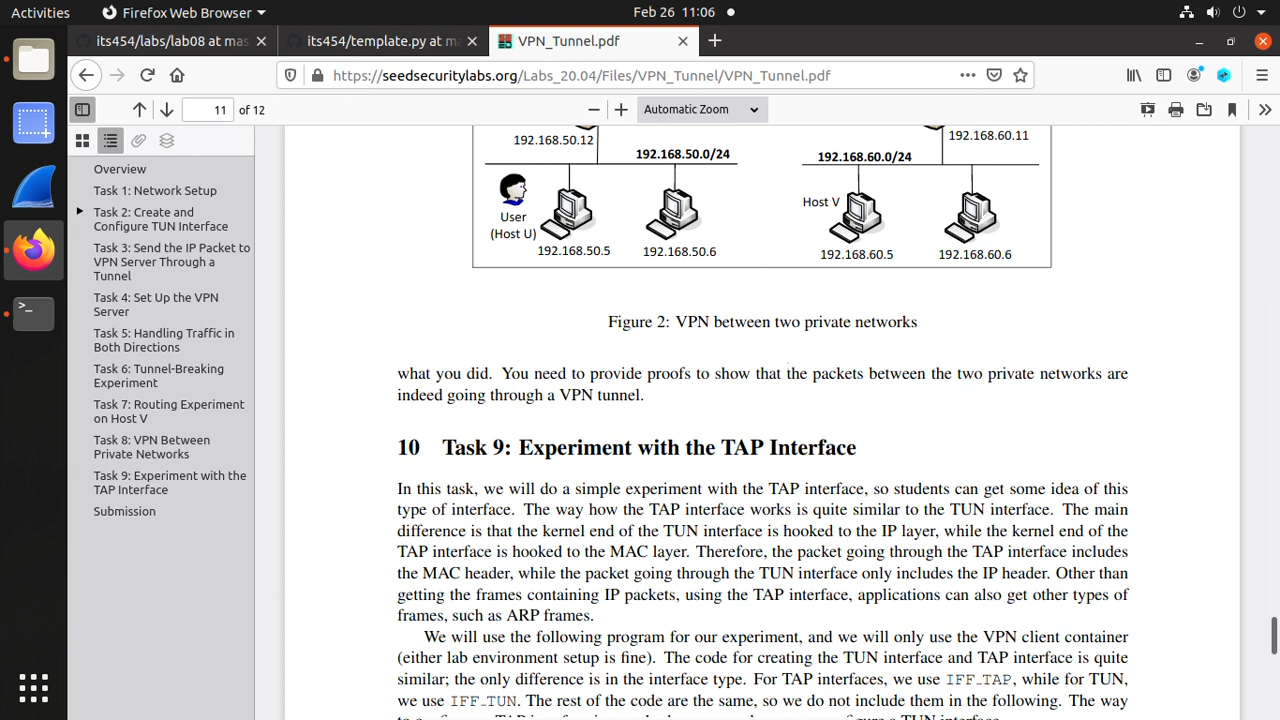 Activities
Firefox Web Browser
Feb 26 11:06
its454/labs/lab08 at mas
its454/template.py at m
VPN_Tunnel.pdf
https://seedsecuritylabs.org/Labs_20.04/Files/VPN_Tunnel/VPN_Tunnel.pdf
11 of 12
Automatic Zoom
Overview
Task 1: Network Setup
Task 2: Create and
Configure TUN Interface
Task 3: Send the IP Packet to
VPN Server Through a
Tunnel
Task 4: Set Up the VPN
Server
Task 5: Handling Traffic in
Both Directions
Task 6: Tunnel-Breaking
Experiment
Task 7: Routing Experiment
on Host V
Task 8: VPN Between
Private Networks
Task 9: Experiment with the
TAP Interface
Submission
192.168.50.12
192.168.60.11
192.168.50.0/24
192.168.60.0/24
User
(Host U)
Host V
192.168.50.5
192.168.50.6
192.168.60.5
192.168.60.6
Figure 2: VPN between two private networks
what you did. You need to provide proofs to show that the packets between the two private networks are
indeed going through a VPN tunnel.
10 Task 9: Experiment with the TAP Interface
In this task, we will do a simple experiment with the TAP interface, so students can get some idea of this
type of interface. The way how the TAP interface works is quite similar to the TUN interface. The main
difference is that the kernel end of the TUN interface is hooked to the IP layer, while the kernel end of the
TAP interface is hooked to the MAC layer. Therefore, the packet going through the TAP interface includes
the MAC header, while the packet going through the TUN interface only includes the IP header. Other than
getting the frames containing IP packets, using the TAP interface, applications can also get other types of
frames, such as ARP frames.
We will use the following program for our experiment, and we will only use the VPN client container
(either lab environment setup is fine). The code for creating the TUN interface and TAP interface is quite
similar; the only difference is in the interface type. For TAP interfaces, we use IFF_TAP, while for TUN,
we use IFF_TUN. The rest of the code are the same, so we do not include them in the following. The way